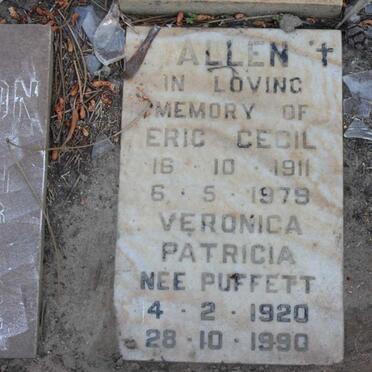 ALLEN ✝
IN LOVING
MEMORY OF
ERIC CECIL
16 · 10 · 1911
6 · 5 · 1979
VERONICA
PATRICIA
NEE PUFFETT
4 · 2 · 1920
28 · 10 · 1990